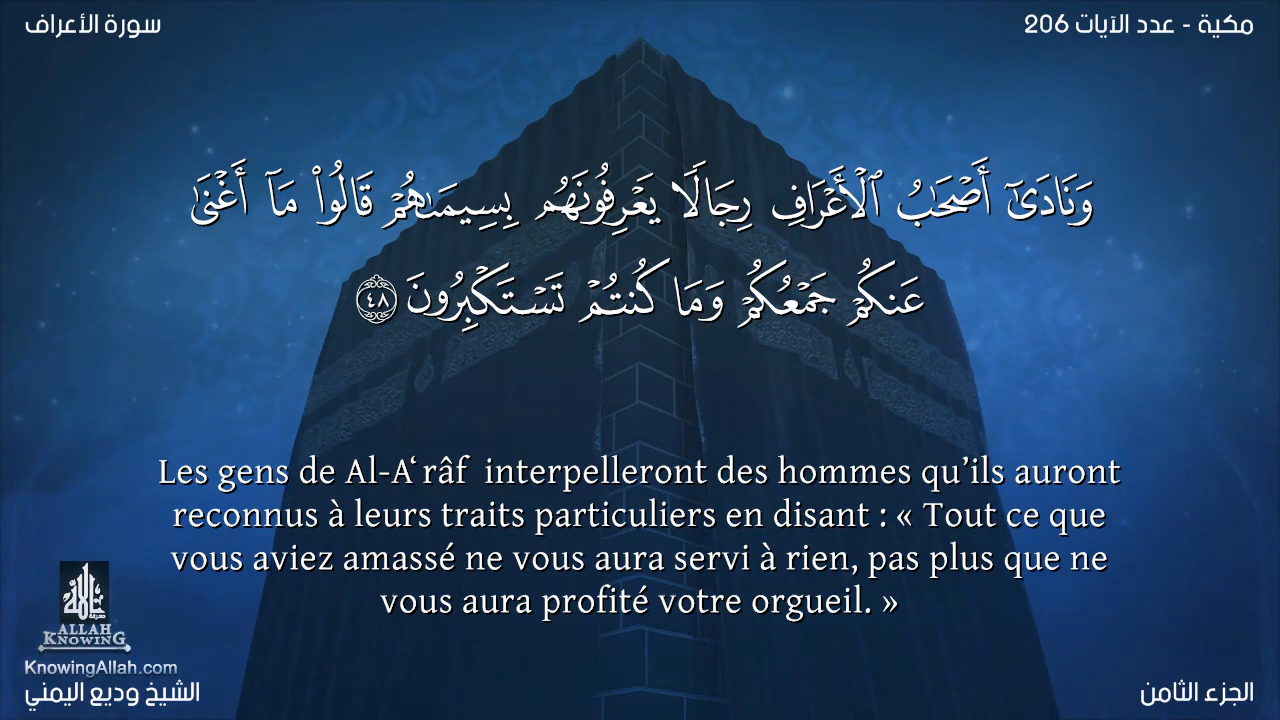 سورة الأعراف
مكية - عدد الآيات 206
وَنَادَىٰٓ أَصْحَٰبُ ٱلْأَعْرَافِ رِجَالًا يَعْرِفُونَهُم بِسِيمَىٰهُمْ قَالُوا۟ مَآ أَغْنَىٰ
عَنكُمْ جَمْعُكُمْ وَمَا كُنتُمْ تَسْتَكْبِرُونَ ٤٨
Les gens de Al-A‘râf interpelleront des hommes qu’ils auront
reconnus à leurs traits particuliers en disant : « Tout ce que
vous aviez amassé ne vous aura servi à rien, pas plus que ne
vous aura profité votre orgueil. »
ALLAH
KNOWING
KnowingAllah.com
الشيخ وديع اليمني
الجزء الثامن